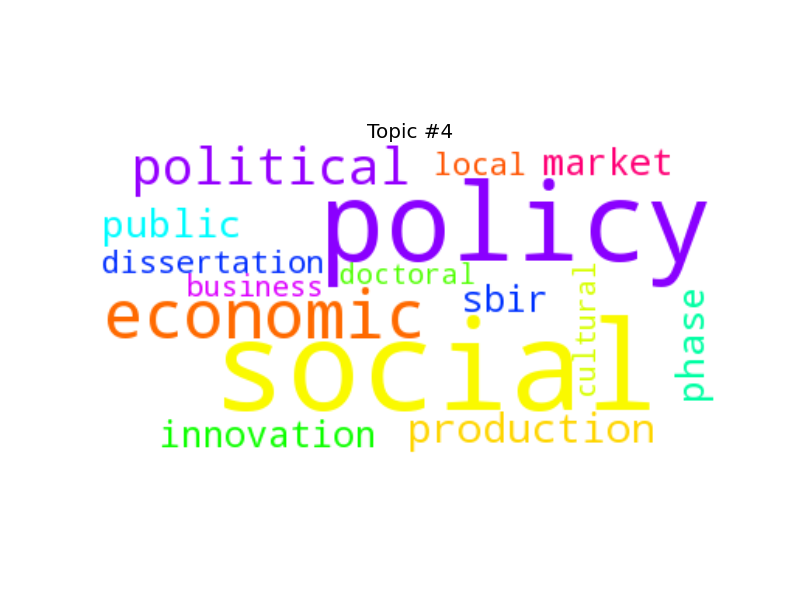 Topic #4
political
local
market
policy
public
dissertation
doctoral
business
cultural
sbir
phase
economic
social
innovation
production